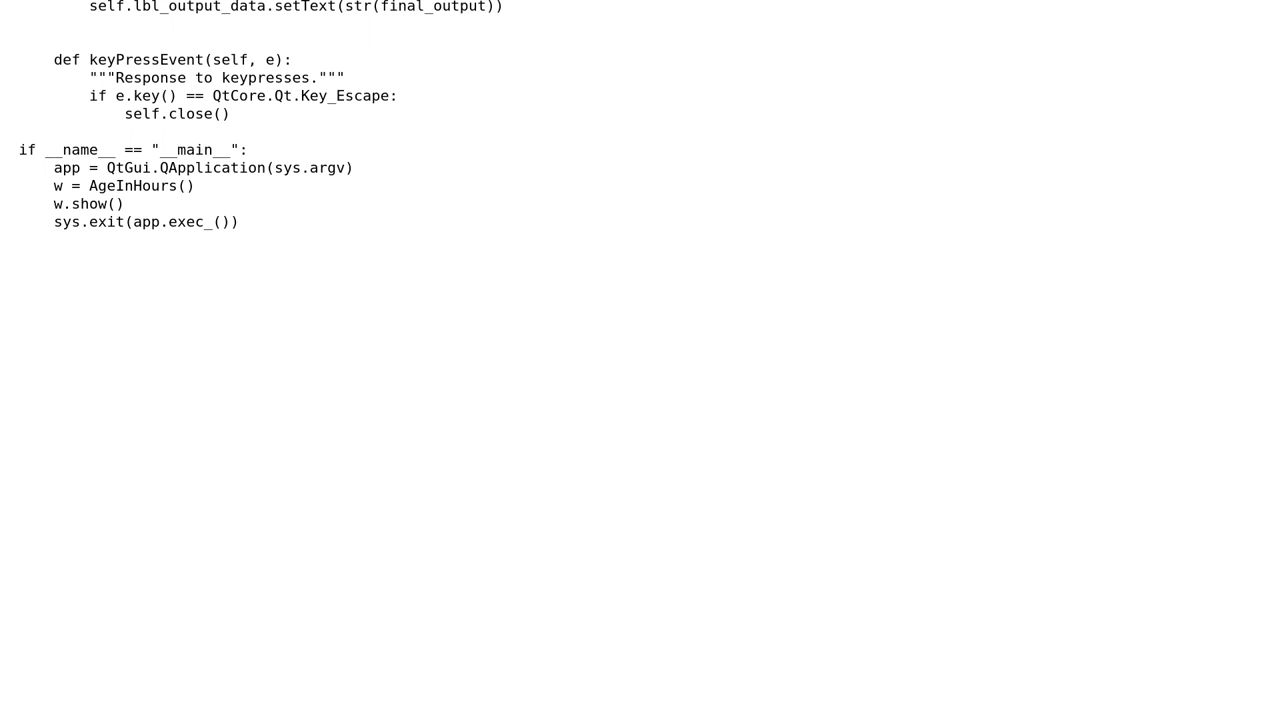 self.lbl_output_data.setText(str(final_output))


    def keyPressEvent(self, e):
        """Response to keypresses."""
        if e.key() == QtCore.Qt.Key_Escape:
            self.close()

if __name__ == "__main__":
    app = QtGui.QApplication(sys.argv)
    w = AgeInHours()
    w.show()
    sys.exit(app.exec_())